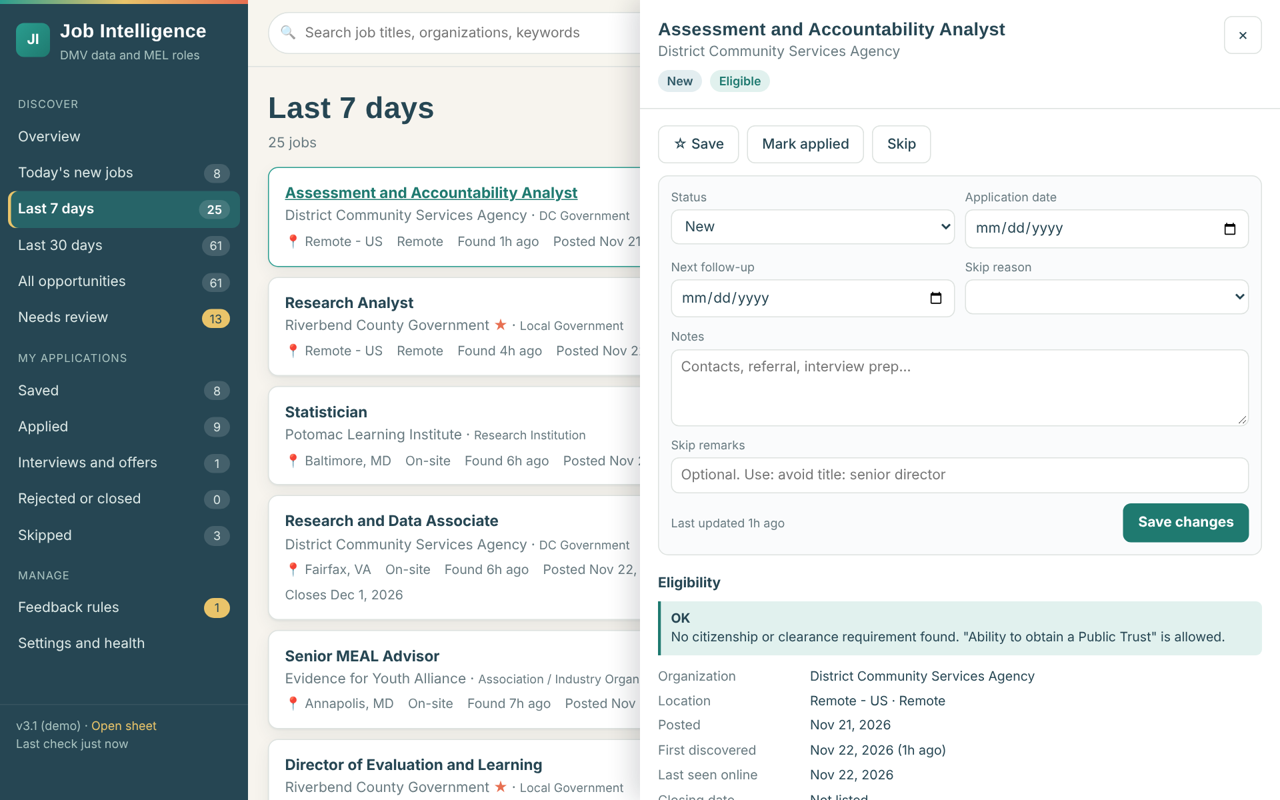 JI
Job Intelligence
DMV data and MEL roles
DISCOVER
Overview
Today's new jobs 8
Last 7 days 25
Last 30 days 61
All opportunities 61
Needs review 13
MY APPLICATIONS
Saved 8
Applied 9
Interviews and offers 1
Rejected or closed 0
Skipped 3
MANAGE
Feedback rules 1
Settings and health
v3.1 (demo) · Open sheet
Last check just now
Search job titles, organizations, keywords
Last 7 days
25 jobs
Assessment and Accountability Analyst
District Community Services Agency · DC Government
📍 Remote - US Remote Found 1h ago Posted Nov 21
Research Analyst
Riverbend County Government ★ · Local Government
📍 Remote - US Remote Found 4h ago Posted Nov 2
Statistician
Potomac Learning Institute · Research Institution
📍 Baltimore, MD On-site Found 6h ago Posted Nov
Research and Data Associate
District Community Services Agency · DC Government
📍 Fairfax, VA On-site Found 6h ago Posted Nov 22,
Closes Dec 1, 2026
Senior MEAL Advisor
Evidence for Youth Alliance · Association / Industry Organ
📍 Annapolis, MD On-site Found 7h ago Posted Nov
Director of Evaluation and Learning
Riverbend County Government ★ · Local Government
Assessment and Accountability Analyst
District Community Services Agency
×
New Eligible
☆ Save Mark applied Skip
Status Application date
New mm/dd/yyyy
Next follow-up Skip reason
mm/dd/yyyy
Notes
Contacts, referral, interview prep...
Skip remarks
Optional. Use: avoid title: senior director
Last updated 1h ago Save changes
Eligibility
OK
No citizenship or clearance requirement found. "Ability to obtain a Public Trust" is allowed.
Organization District Community Services Agency
Location Remote - US · Remote
Posted Nov 21, 2026
First discovered Nov 22, 2026 (1h ago)
Last seen online Nov 22, 2026
Closing date Not listed